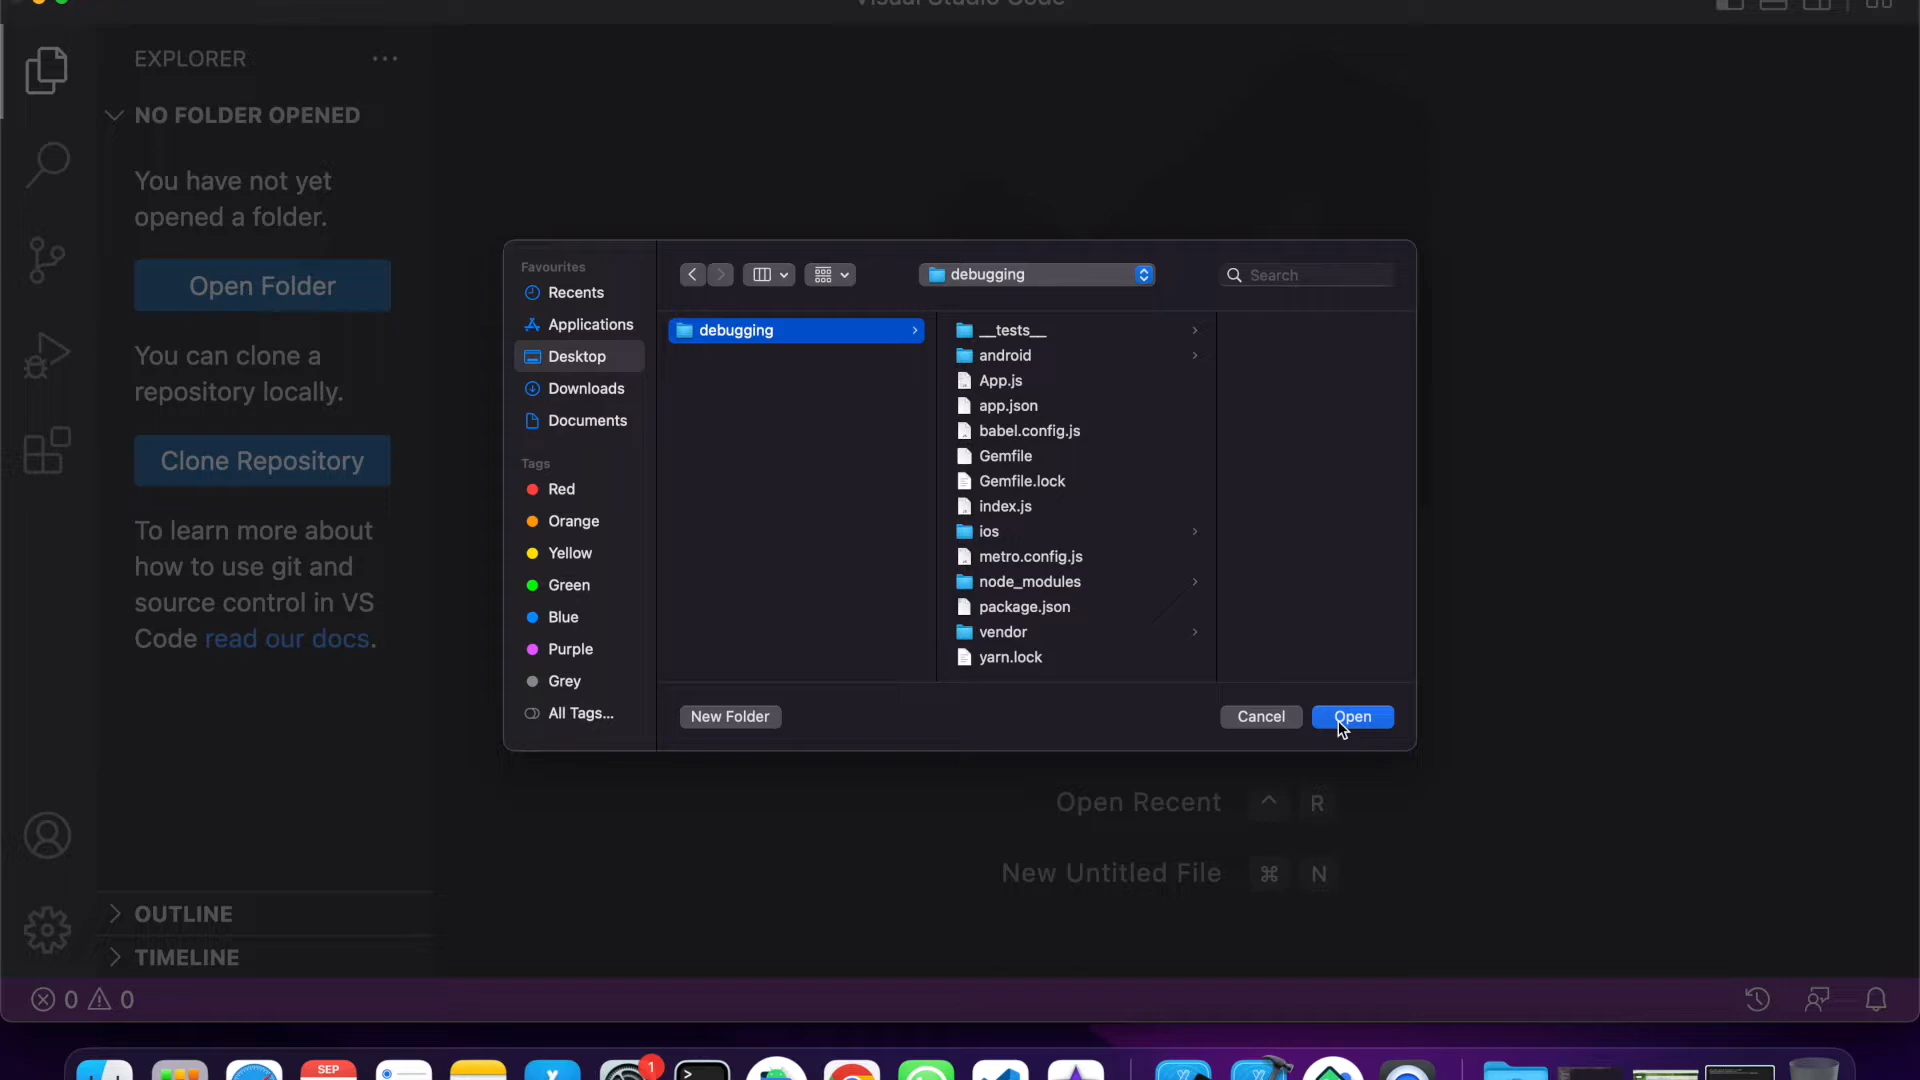 Visual Studio Code
EXPLORER
NO FOLDER OPENED
You have not yet
opened a folder.
Open Folder
You can clone a
repository locally.
Clone Repository
To learn more about
how to use git and
source control in VS
Code read our docs.
OUTLINE
TIMELINE
0
0
Favourites
Recents
Applications
Desktop
Downloads
Documents
Tags
Red
Orange
Yellow
Green
Blue
Purple
Grey
All Tags...
debugging
Search
debugging
__tests__
android
App.js
app.json
babel.config.js
Gemfile
Gemfile.lock
index.js
ios
metro.config.js
node_modules
package.json
vendor
yarn.lock
New Folder
Cancel
Open
Open Recent ⌃ R
New Untitled File ⌘ N
SEP
1